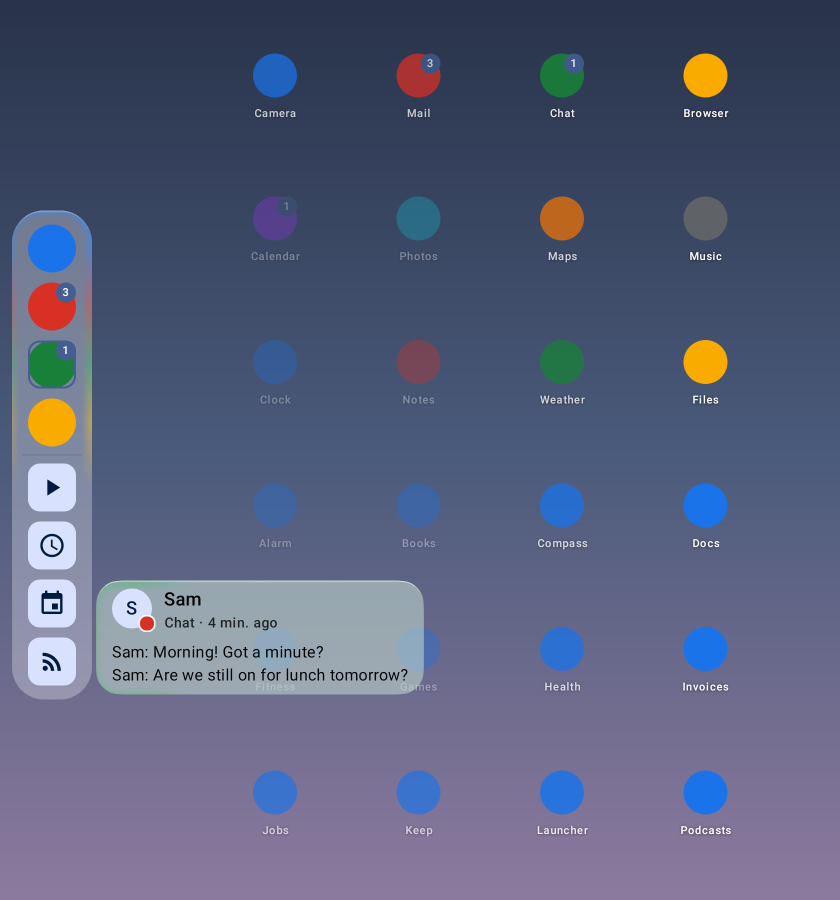 3
1
Camera
Mail
Chat
Browser
1
Calendar
Photos
Maps
Music
3
1
Clock
Notes
Weather
Files
Alarm
Books
Compass
Docs
S
Sam
Chat · 4 min. ago
Sam: Morning! Got a minute?
Sam: Are we still on for lunch tomorrow?
Fitness
Games
Health
Invoices
Jobs
Keep
Launcher
Podcasts